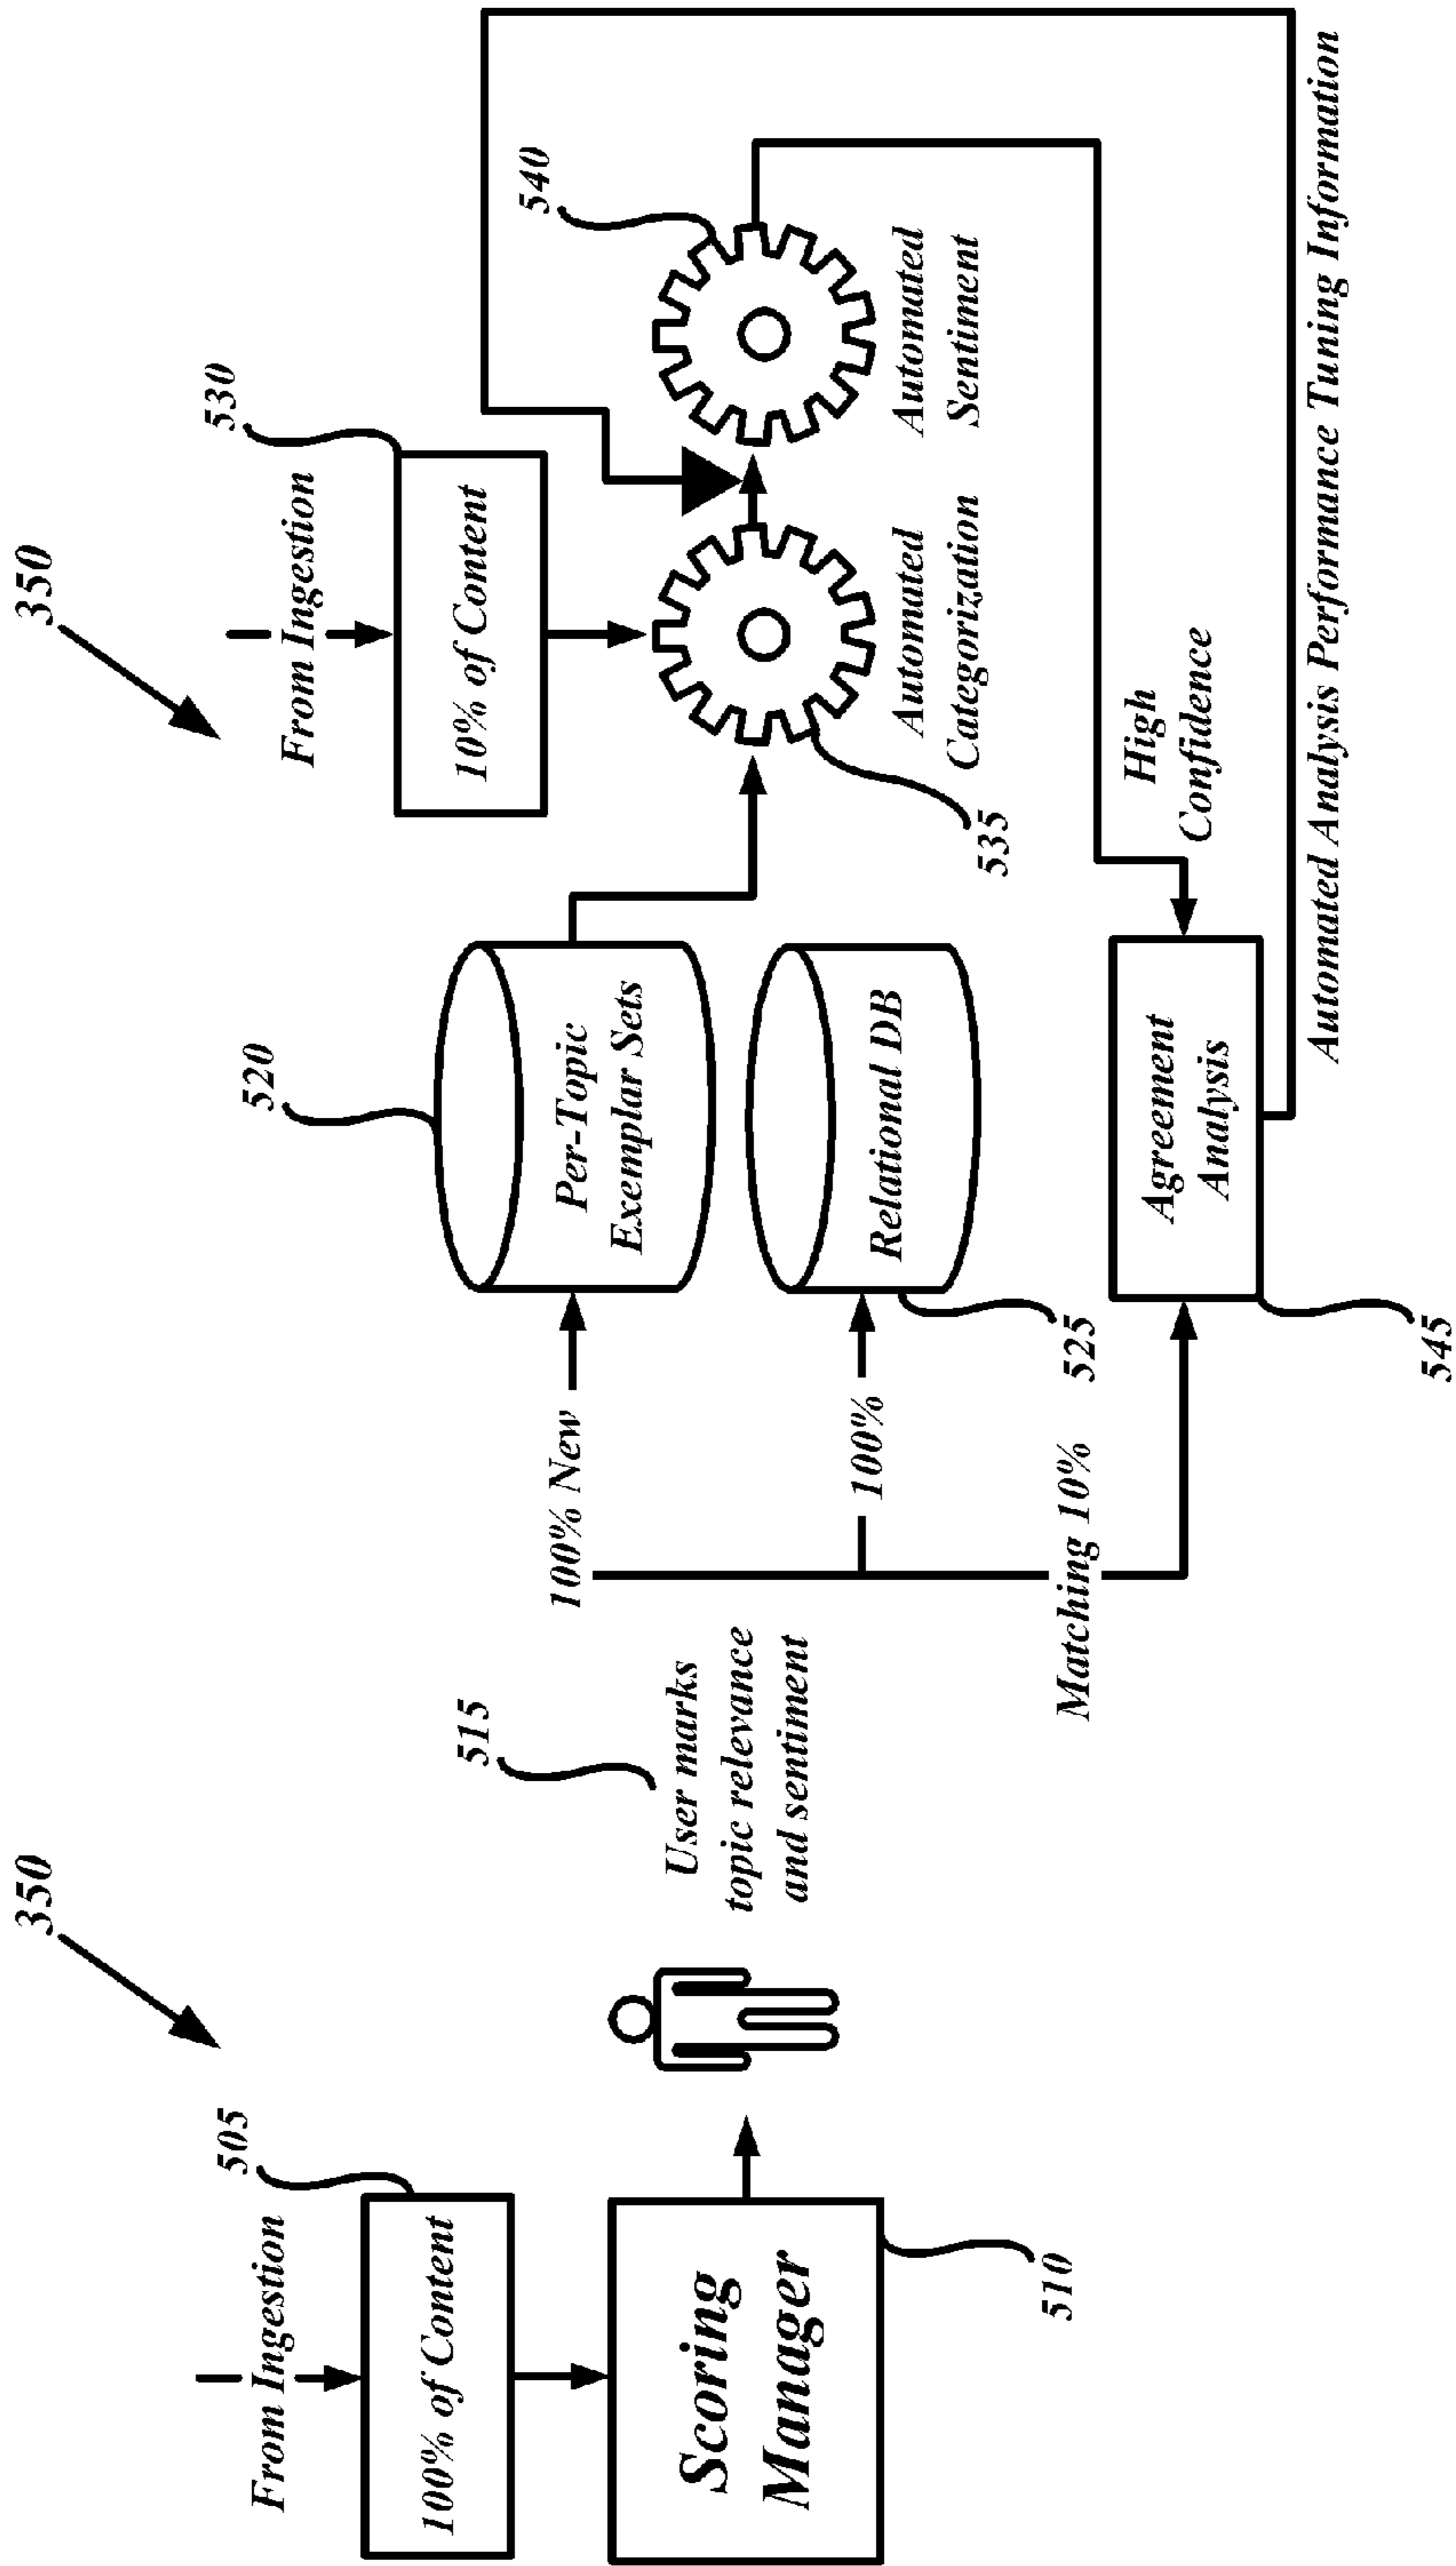 350
From Ingestion
505
100% of Content
Scoring
Manager
510
515
User marks
topic relevance
and sentiment
100% New
100%
Matching 10%
520
Per-Topic
Exemplar Sets
Relational DB
525
Agreement
Analysis
545
350
From Ingestion
530
10% of Content
535
Automated
Categorization
540
Automated
Sentiment
High
Confidence
Automated Analysis Performance Tuning Information